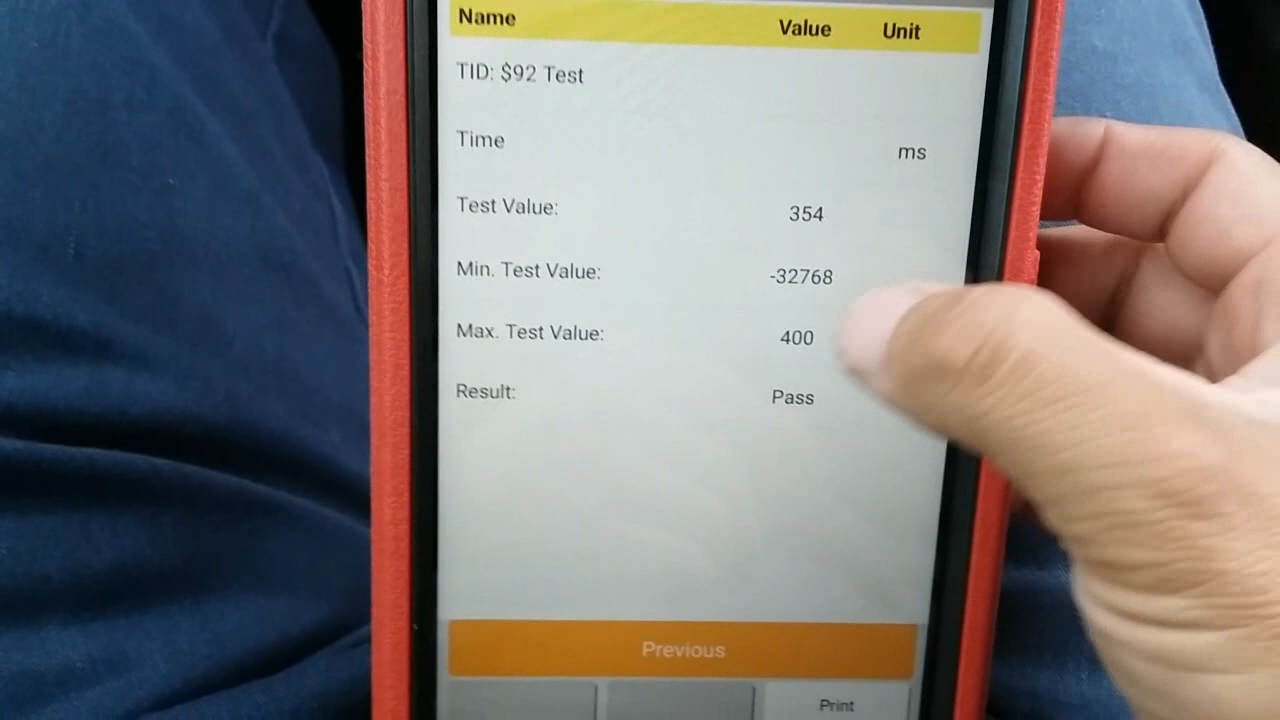 Name Value Unit
TID: $92 Test
Time ms
Test Value: 354
Min. Test Value: -32768
Max. Test Value: 400
Result: Pass
Previous
Print